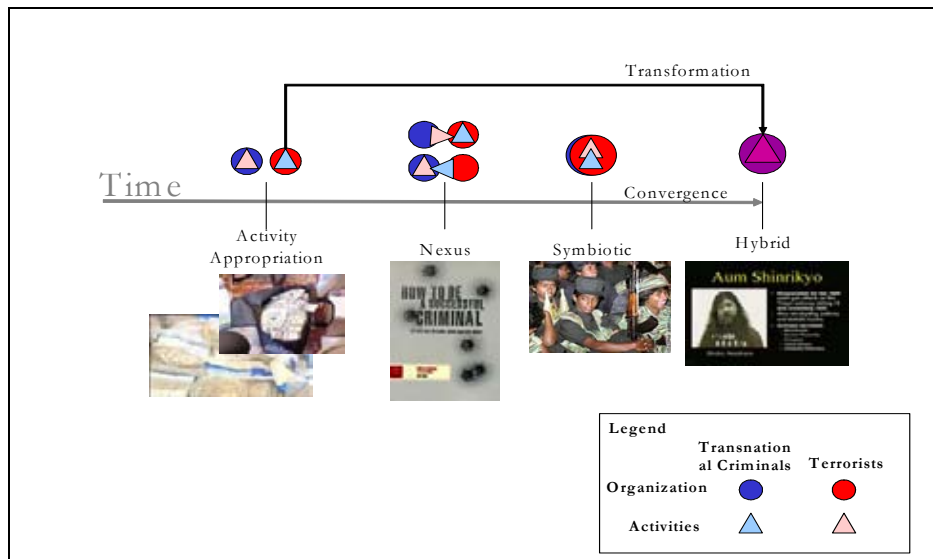 Transformation
Time
Convergence
Activity
Appropriation
Nexus
Symbiotic
Hybrid
HOW TO BE
A SUCCESSFUL
CRIMINAL
Aum Shinrikyo
Legend
Transnation
al Criminals
Terrorists
Organization
Activities